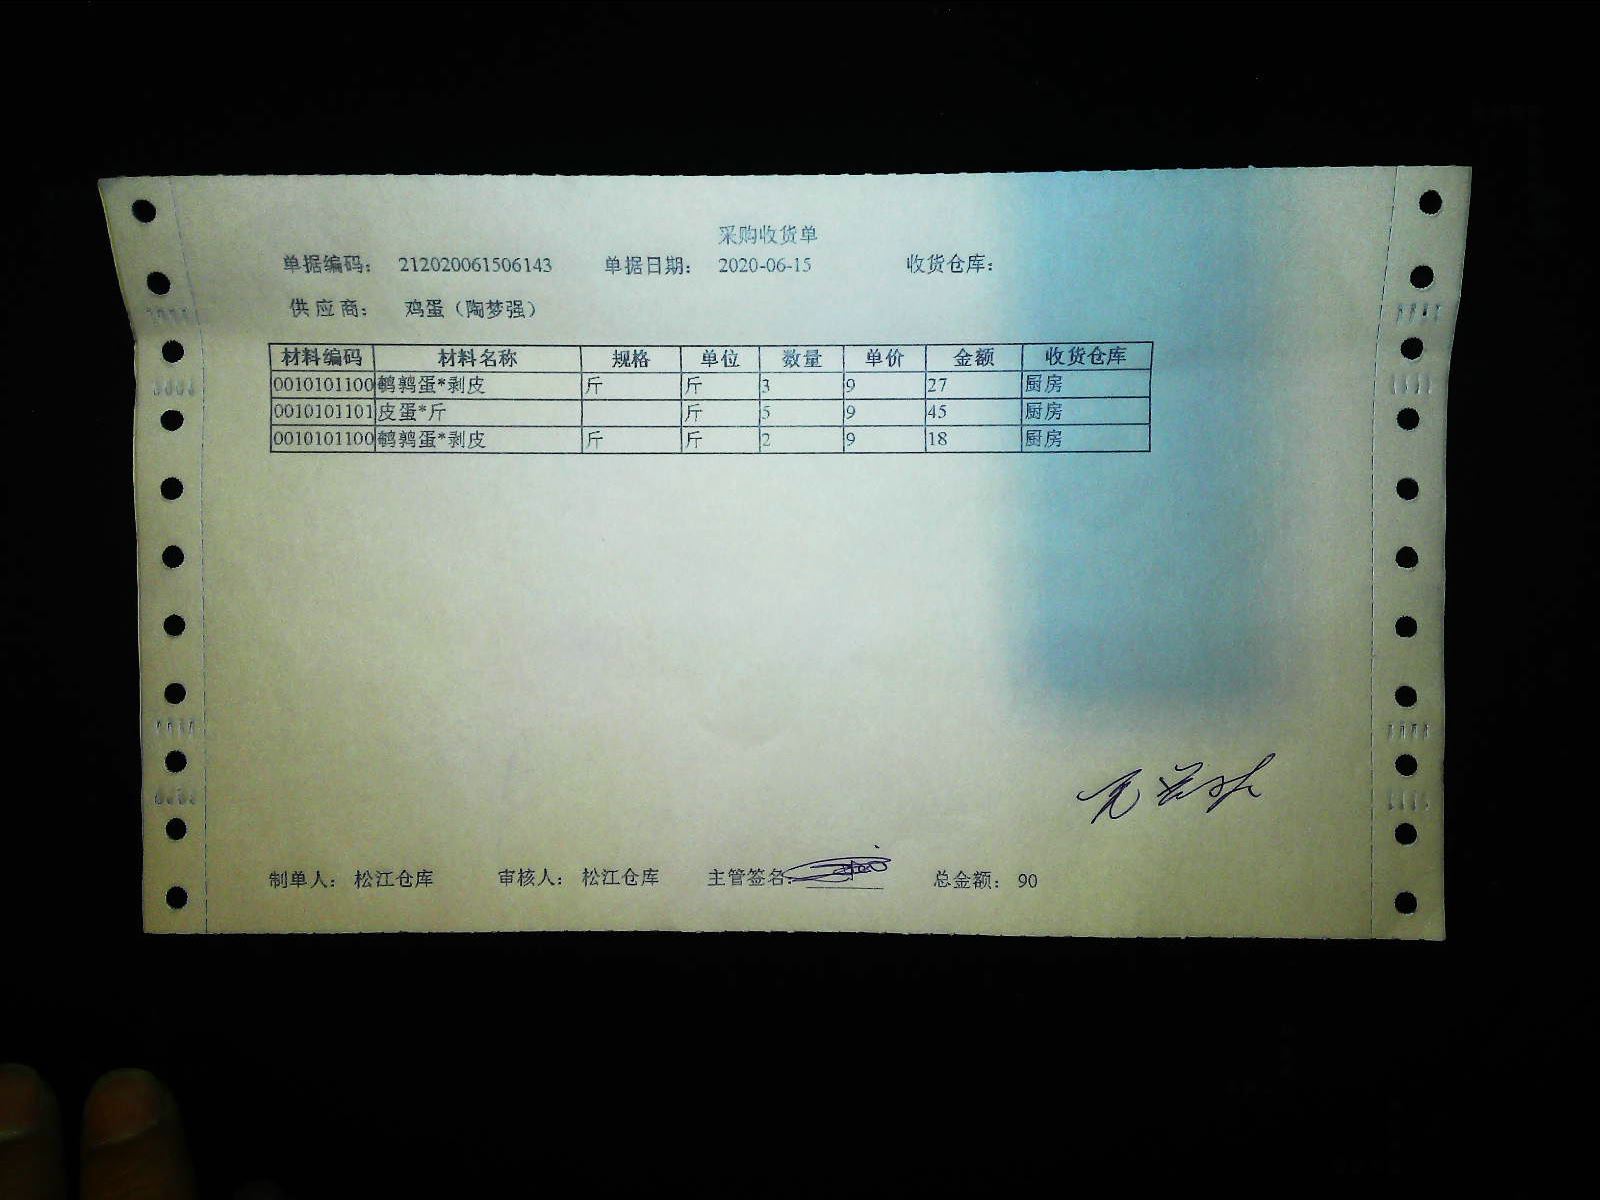 采购收货单
单据编码： 212020061506143 单据日期： 2020-06-15 收货仓库：
供应商： 鸡蛋（陶梦强）
材料编码 材料名称 规格 单位 数量 单价 金额 收货仓库
0010101100 鹌鹑蛋*剥皮 斤 斤 3 9 27 厨房
0010101101 皮蛋*斤 斤 5 9 45 厨房
0010101100 鹌鹑蛋*剥皮 斤 斤 2 9 18 厨房
制单人： 松江仓库 审核人： 松江仓库 主管签名: 总金额： 90